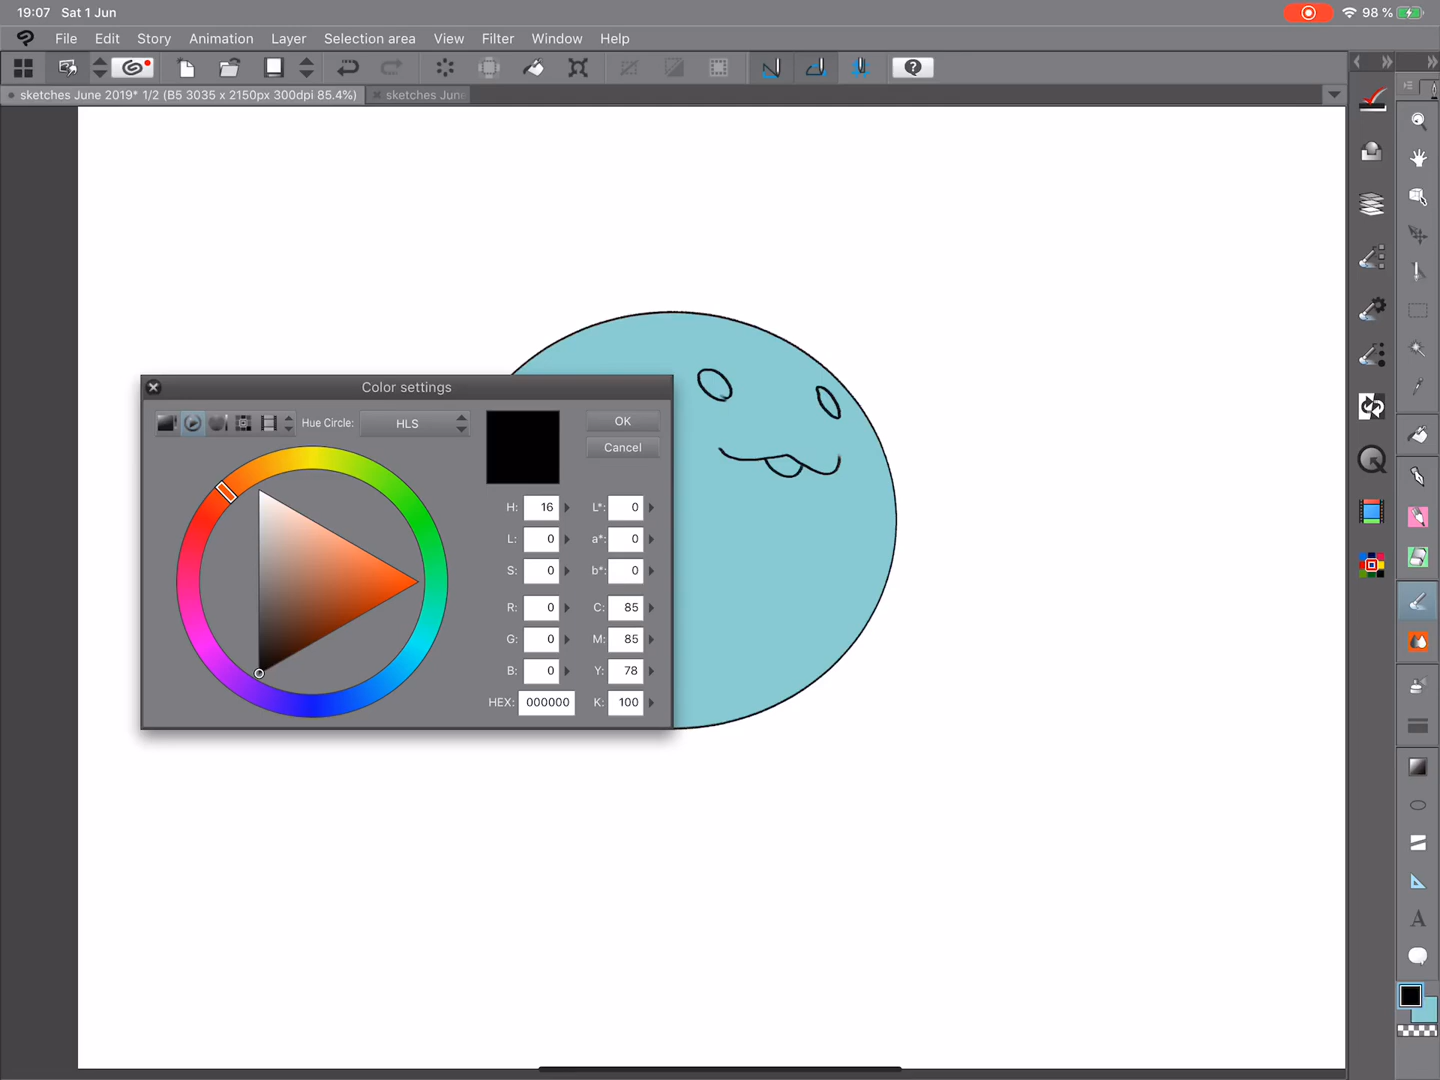 19:07 Sat 1 Jun
98 %
File Edit Story Animation Layer Selection area View Filter Window Help
sketches June 2019* 1/2 (B5 3035 x 2150px 300dpi 85.4%) sketches June
Color settings
Hue Circle: HLS OK
Cancel
H: 16 L*: 0
L: 0 a*: 0
S: 0 b*: 0
R: 0 C: 85
G: 0 M: 85
B: 0 Y: 78
HEX: 000000 K: 100
A